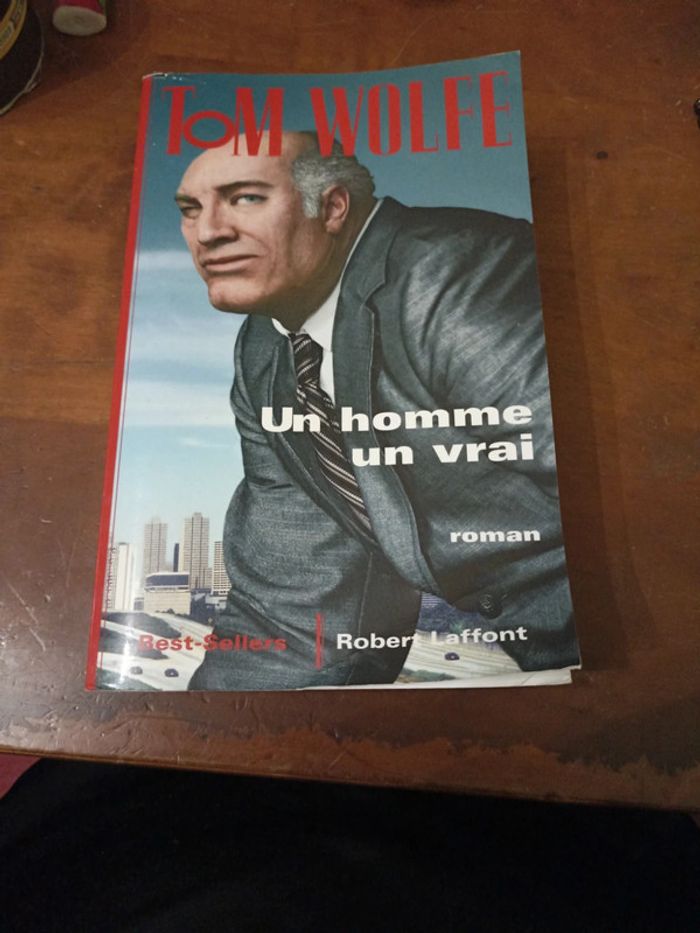 TOM WOLFE
Un homme
un vrai
roman
Best-Sellers | Robert Laffont